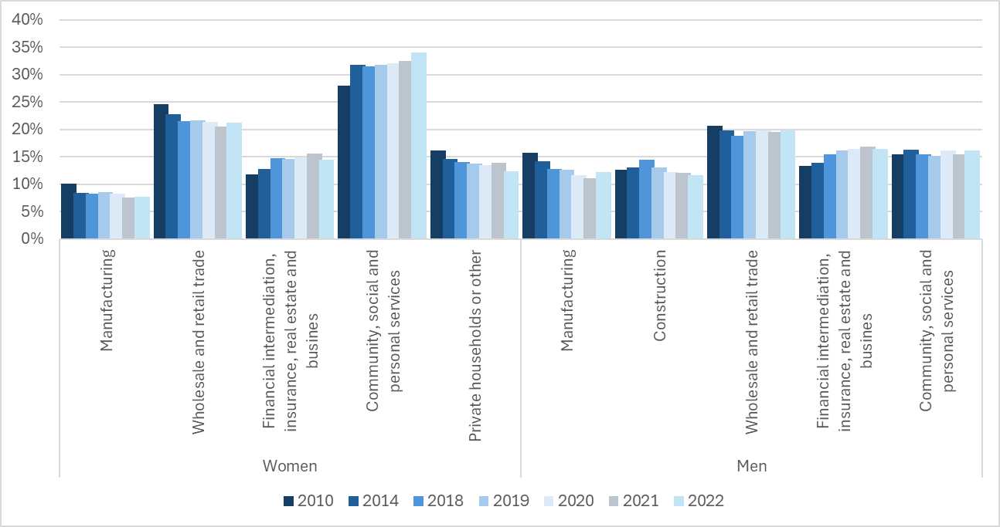 40%
35%
30%
25%
20%
15%
10%
5%
0%
Manufacturing
Wholesale and retail trade
Financial intermediation,
insurance, real estate and
busines
Community, social and
personal services
Private households or other
Manufacturing
Construction
Wholesale and retail trade
Financial intermediation,
insurance, real estate and
busines
Community, social and
personal services
Women
Men
2010 2014 2018 2019 2020 2021 2022